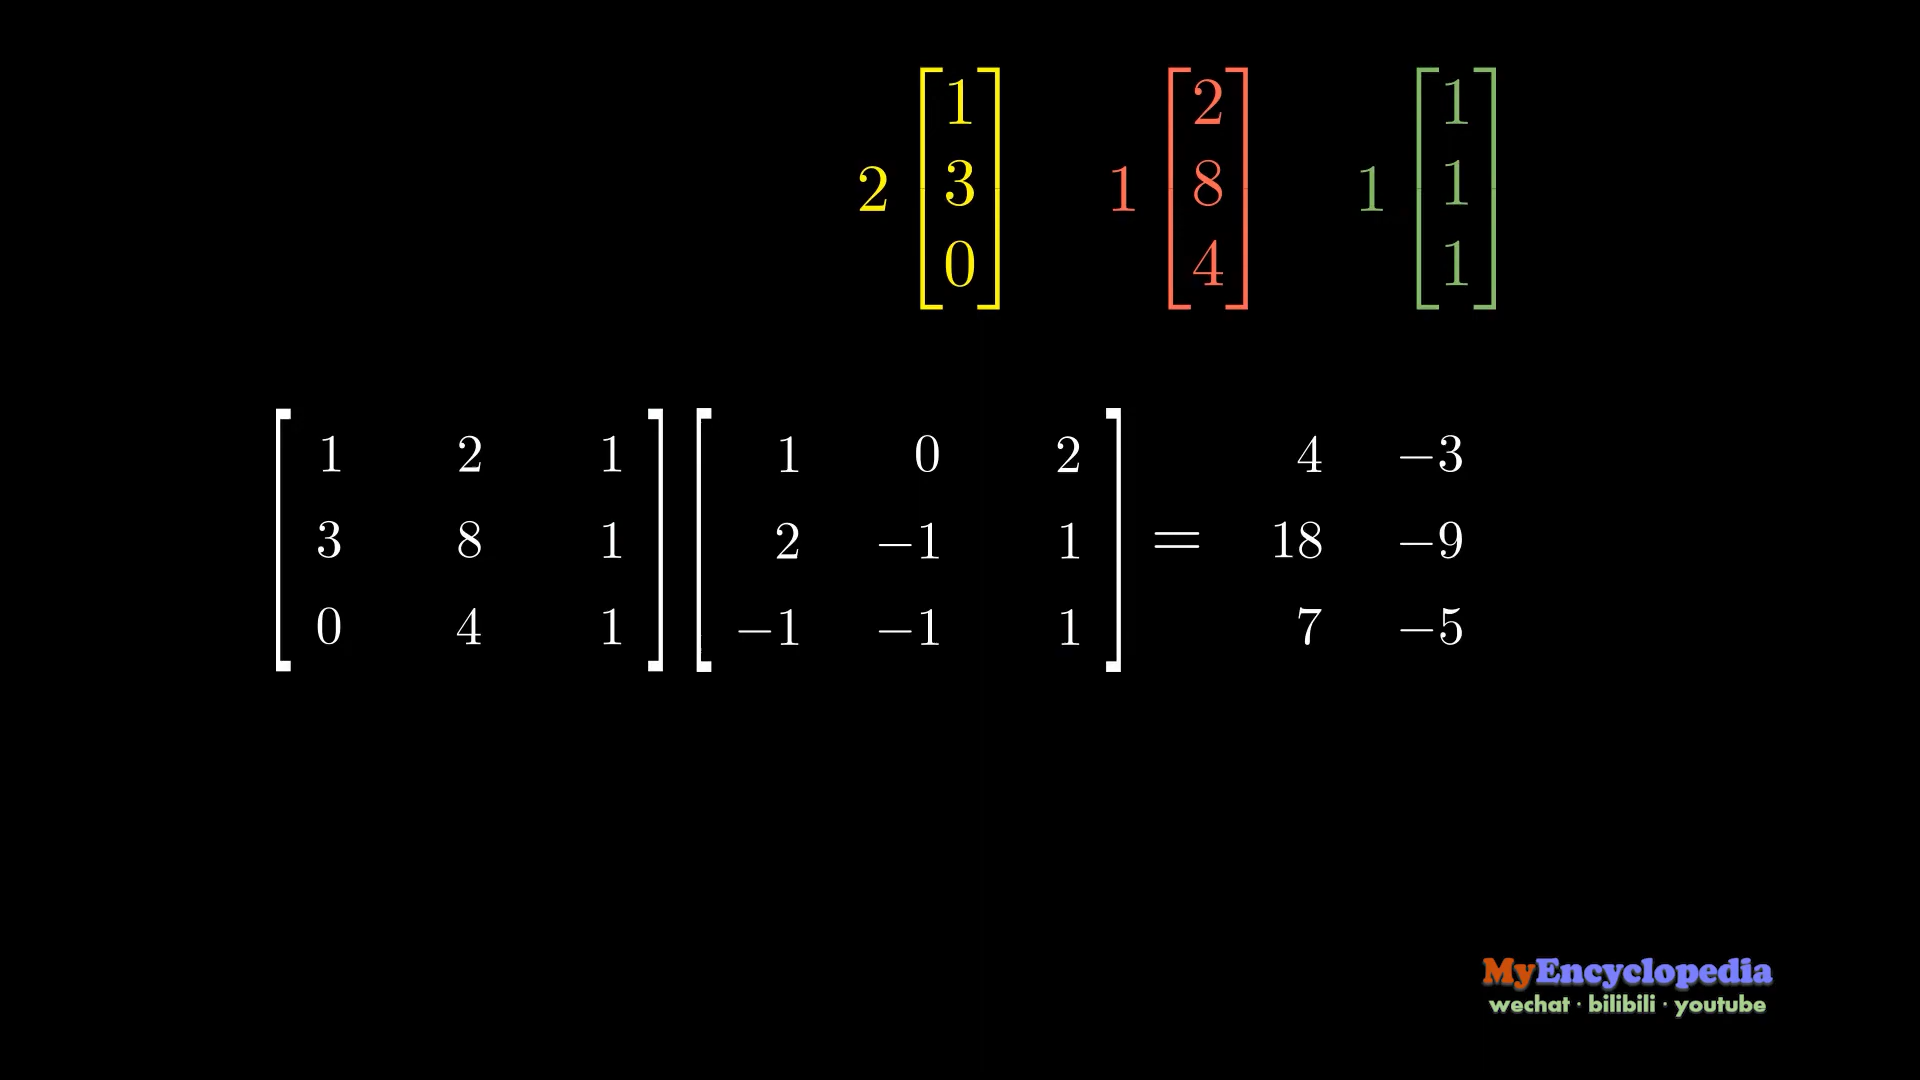 1 2 1
2 3 1 8 1 1
0 4 1
1 2 1 1 0 2 4 −3
3 8 1 2 −1 1 = 18 −9
0 4 1 −1 −1 1 7 −5
MyEncyclopedia
wechat · bilibili · youtube